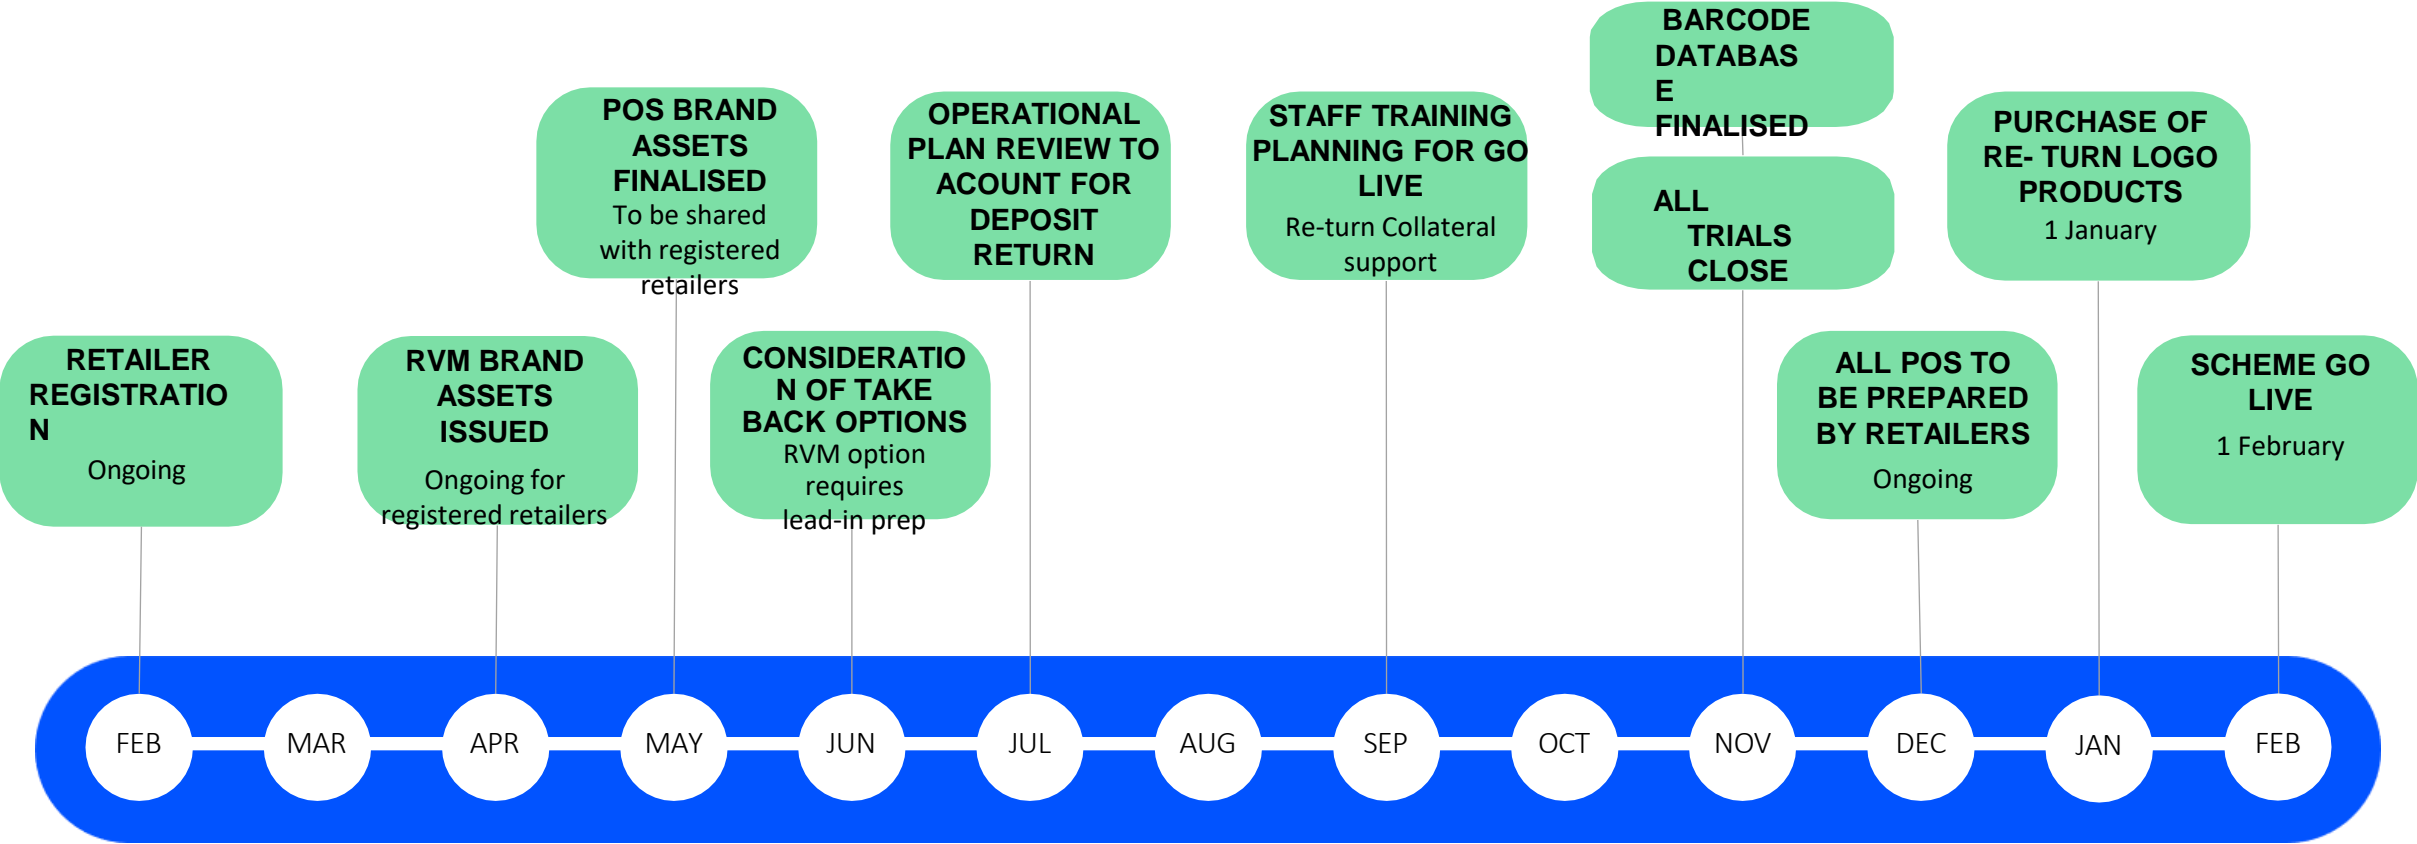 RETAILER
REGISTRATIO
N
Ongoing
RVM BRAND
ASSETS
ISSUED
Ongoing for
registered retailers
POS BRAND
ASSETS
FINALISED
To be shared
with registered
retailers
CONSIDERATIO
N OF TAKE
BACK OPTIONS
RVM option
requires
lead-in prep
OPERATIONAL
PLAN REVIEW TO
ACOUNT FOR
DEPOSIT
RETURN
STAFF TRAINING
PLANNING FOR GO
LIVE
Re-turn Collateral
support
BARCODE
DATABAS
E
FINALISED
ALL
TRIALS
CLOSE
ALL POS TO
BE PREPARED
BY RETAILERS
Ongoing
PURCHASE OF
RE- TURN LOGO
PRODUCTS
1 January
SCHEME GO
LIVE
1 February
FEB
MAR
APR
MAY
JUN
JUL
AUG
SEP
OCT
NOV
DEC
JAN
FEB